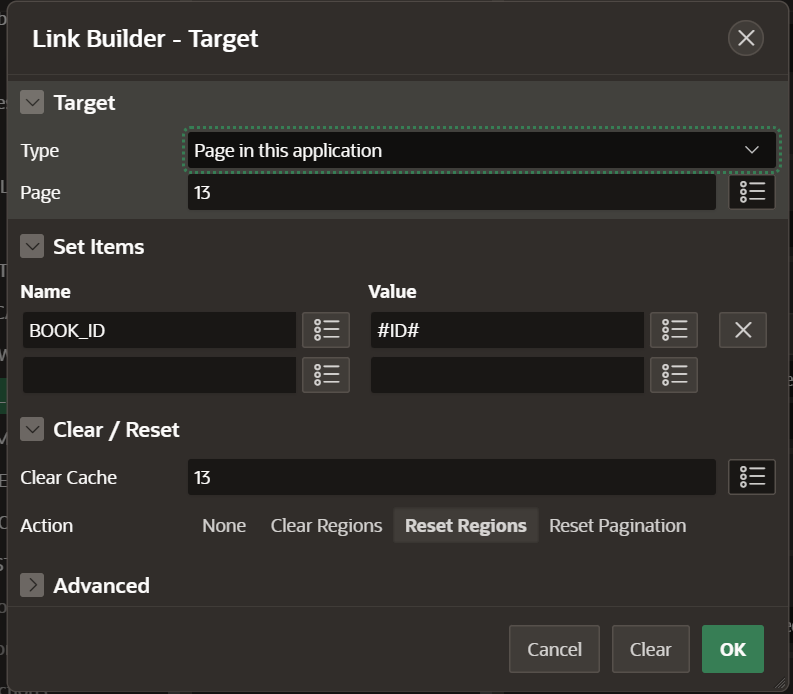 Link Builder - Target
Target
Type Page in this application
Page 13
Set Items
Name Value
BOOK_ID #ID#
Clear / Reset
Clear Cache 13
Action None Clear Regions Reset Regions Reset Pagination
Advanced
Cancel Clear OK